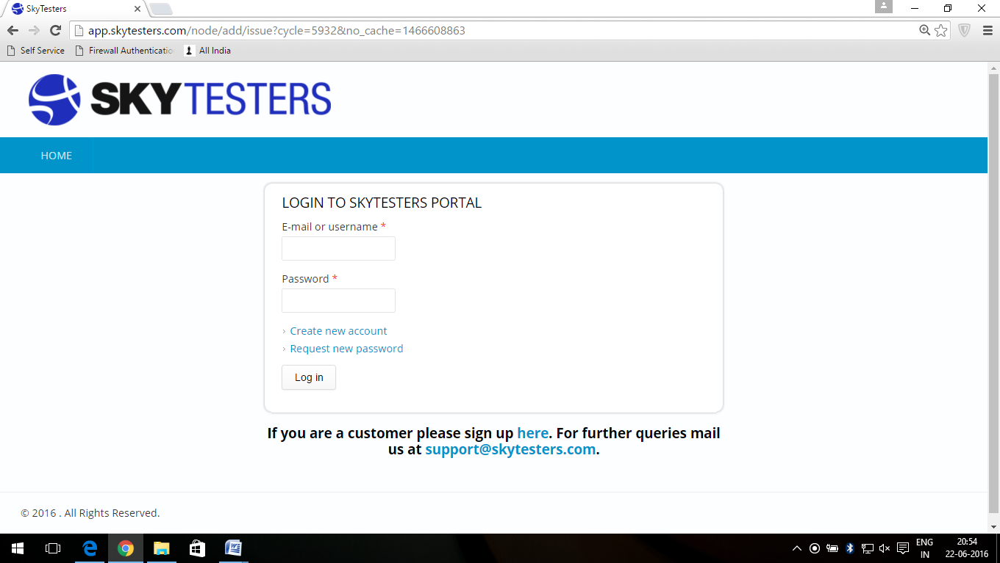 SkyTesters
app.skytesters.com/node/add/issue?cycle=5932&no_cache=1466608863
Self Service Firewall Authenticatio All India
SKYTESTERS
HOME
LOGIN TO SKYTESTERS PORTAL
E-mail or username *
Password *
Create new account
Request new password
Log in
If you are a customer please sign up here. For further queries mail
us at support@skytesters.com.
© 2016 . All Rights Reserved.
ENG 20:54
IN 22-06-2016